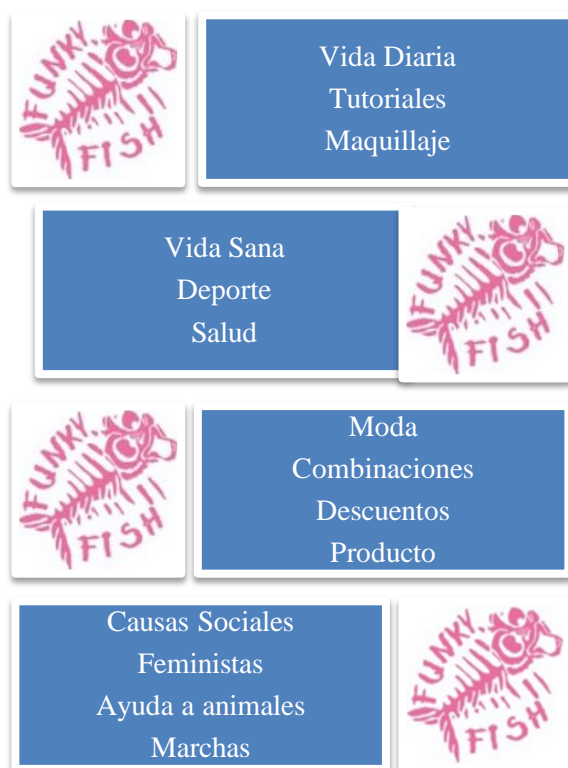 FUNKY
FISH
Vida Diaria
Tutoriales
Maquillaje
Vida Sana
Deporte
Salud
FUNKY
FISH
FUNKY
FISH
Moda
Combinaciones
Descuentos
Producto
Causas Sociales
Feministas
Ayuda a animales
Marchas
FUNKY
FISH